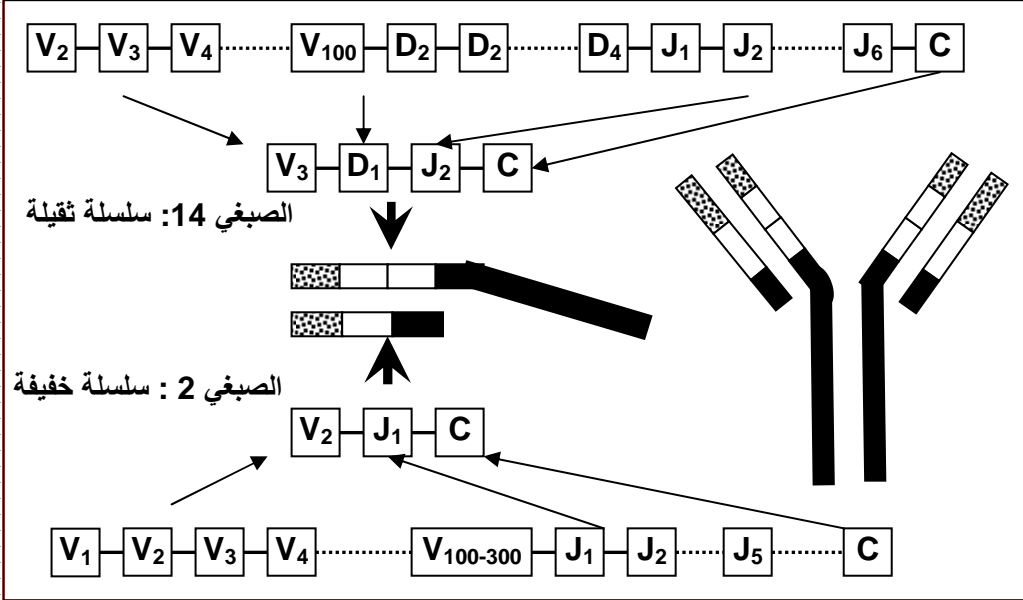 V2 V3 V4 V100 D2 D2 D4 J1 J2 J6 C
V3 D1 J2 C
الصبغي 14: سلسلة ثقيلة
الصبغي 2 : سلسلة خفيفة
V2 J1 C
V1 V2 V3 V4 V100-300 J1 J2 J5 C